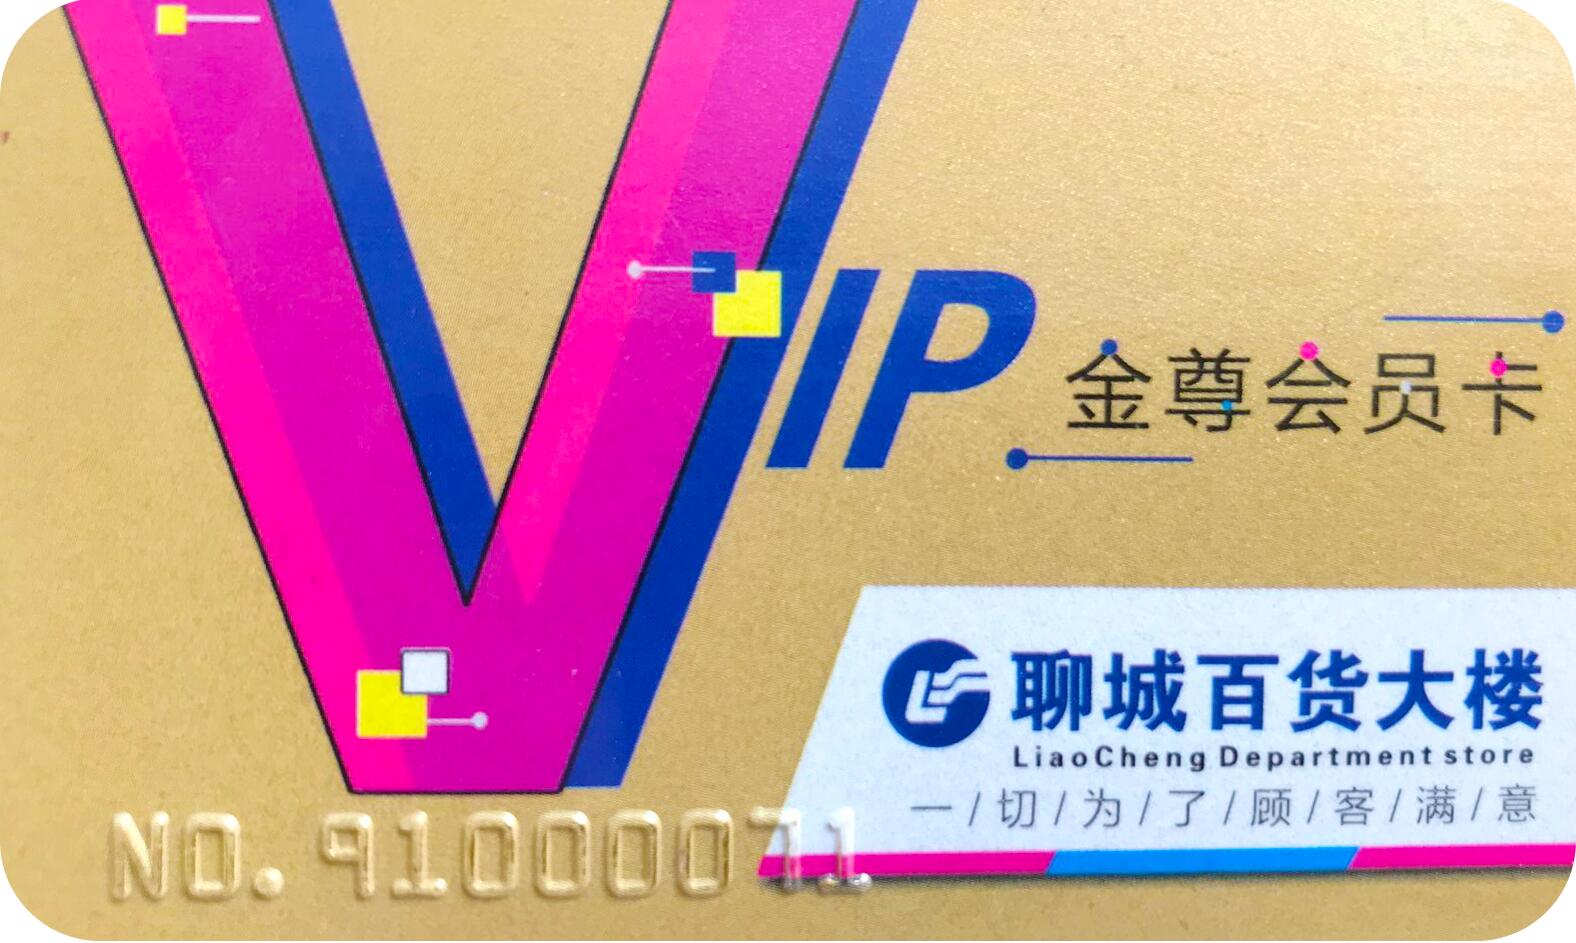 VIP 金尊会员卡
聊城百货大楼
LiaoCheng Department store
一/切/为/了/顾/客/满/意
NO. 91000071